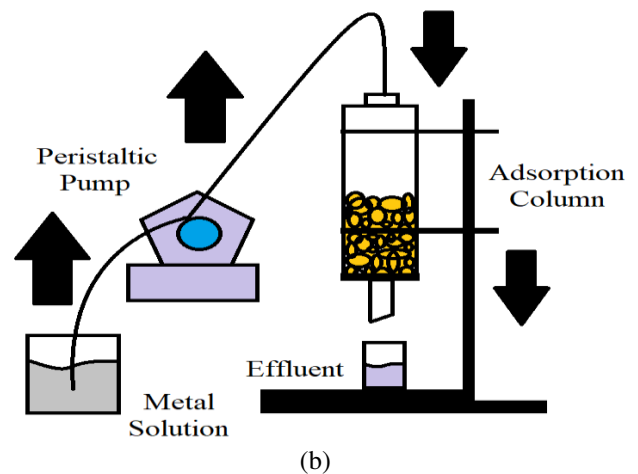 Peristaltic
Pump
Adsorption
Column
Effluent
Metal
Solution
(b)